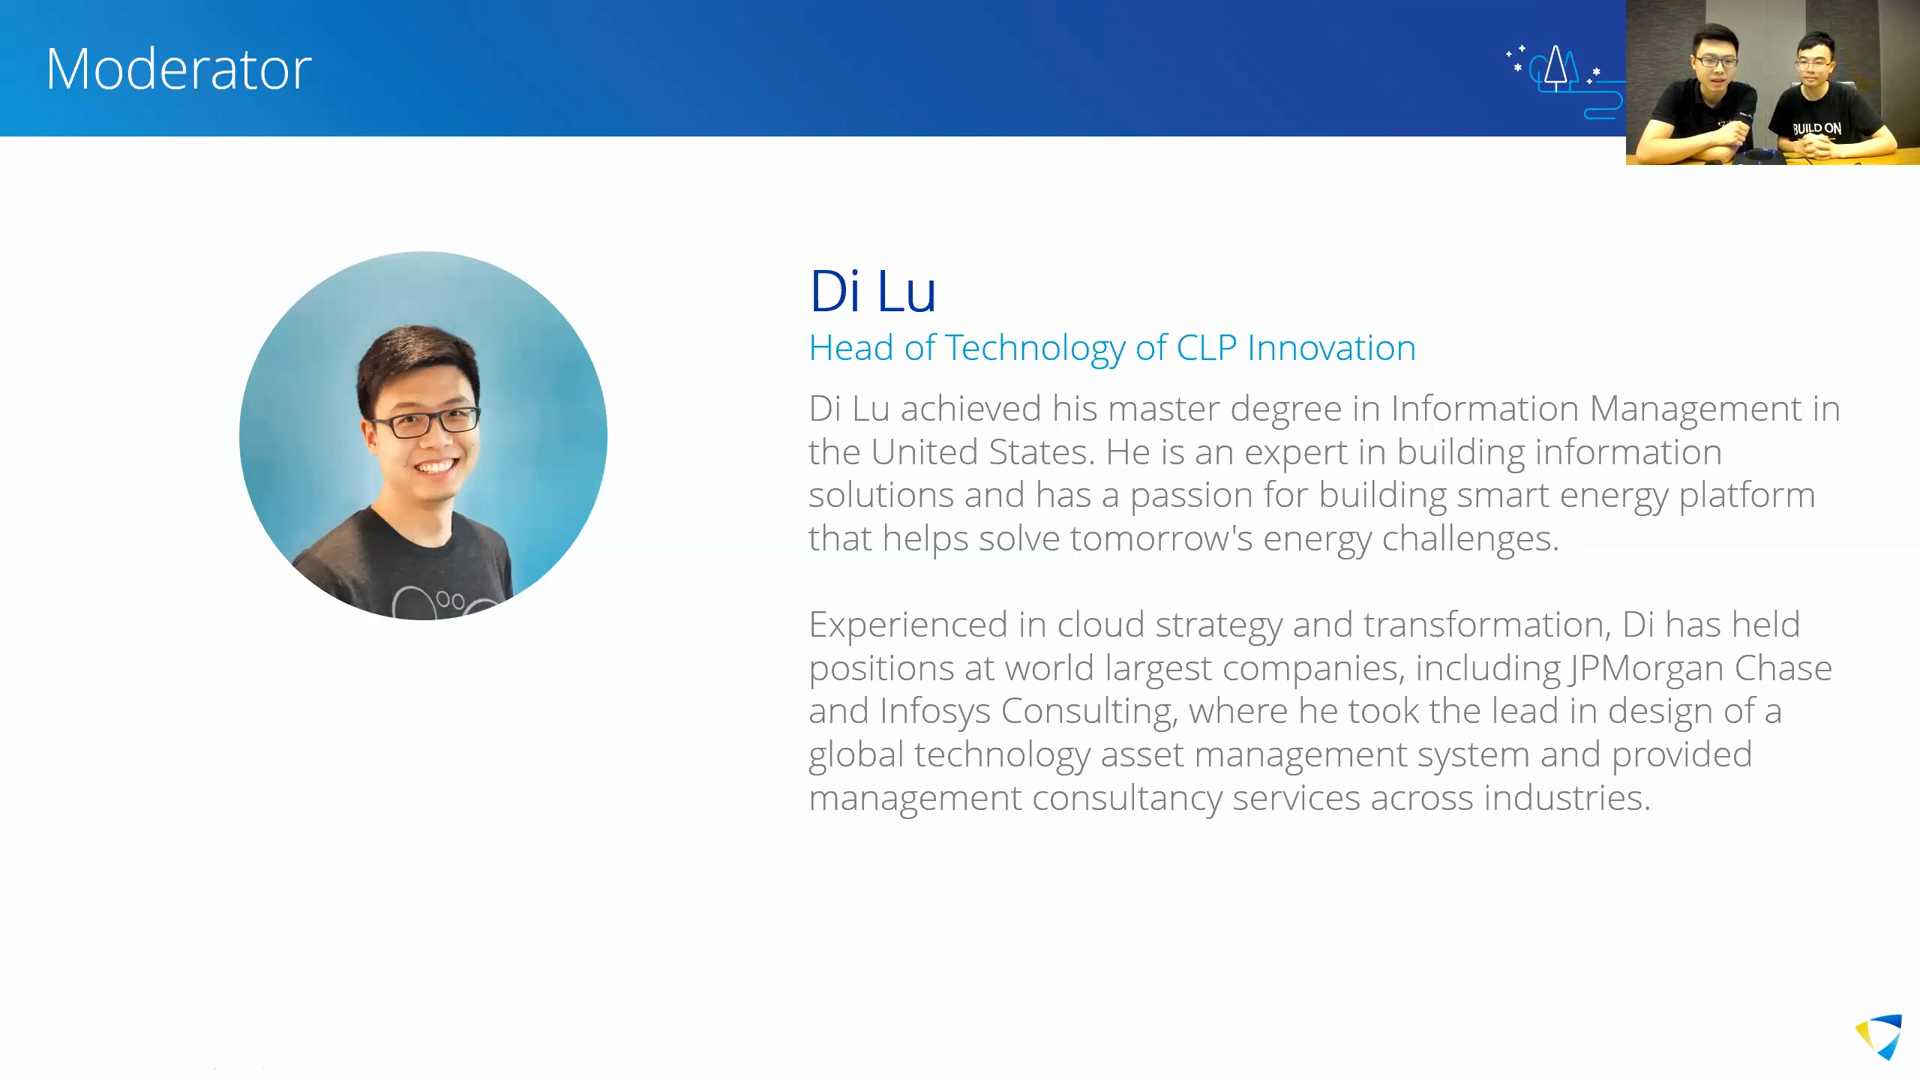 Moderator
BUILD ON
Di Lu
Head of Technology of CLP Innovation
Di Lu achieved his master degree in Information Management in
the United States. He is an expert in building information
solutions and has a passion for building smart energy platform
that helps solve tomorrow's energy challenges.
Experienced in cloud strategy and transformation, Di has held
positions at world largest companies, including JPMorgan Chase
and Infosys Consulting, where he took the lead in design of a
global technology asset management system and provided
management consultancy services across industries.